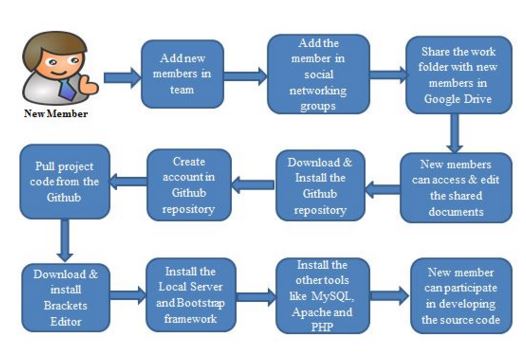 New Member
Add new
members in
team
Add the
member in
social
networking
groups
Share the work
folder with new
members in
Google Drive
New members
can access & edit
the shared
documents
Download &
Install the
Github
repository
Create
account in
Github
repository
Pull project
code from the
Github
Download &
install
Brackets
Editor
Install the
Local Server
and Bootstrap
framework
Install the
other tools
like MySQL,
Apache and
PHP
New member
can participate
in developing
the source code